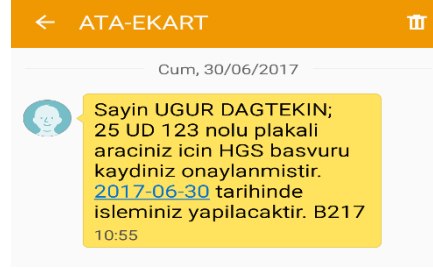 ATA-EKART
Cum, 30/06/2017
Sayin UGUR DAGTEKIN;
25 UD 123 nolu plakali
araciniz icin HGS basvuru
kaydiniz onaylanmistir.
2017-06-30 tarihinde
isleminiz yapilacaktir. B217
10:55